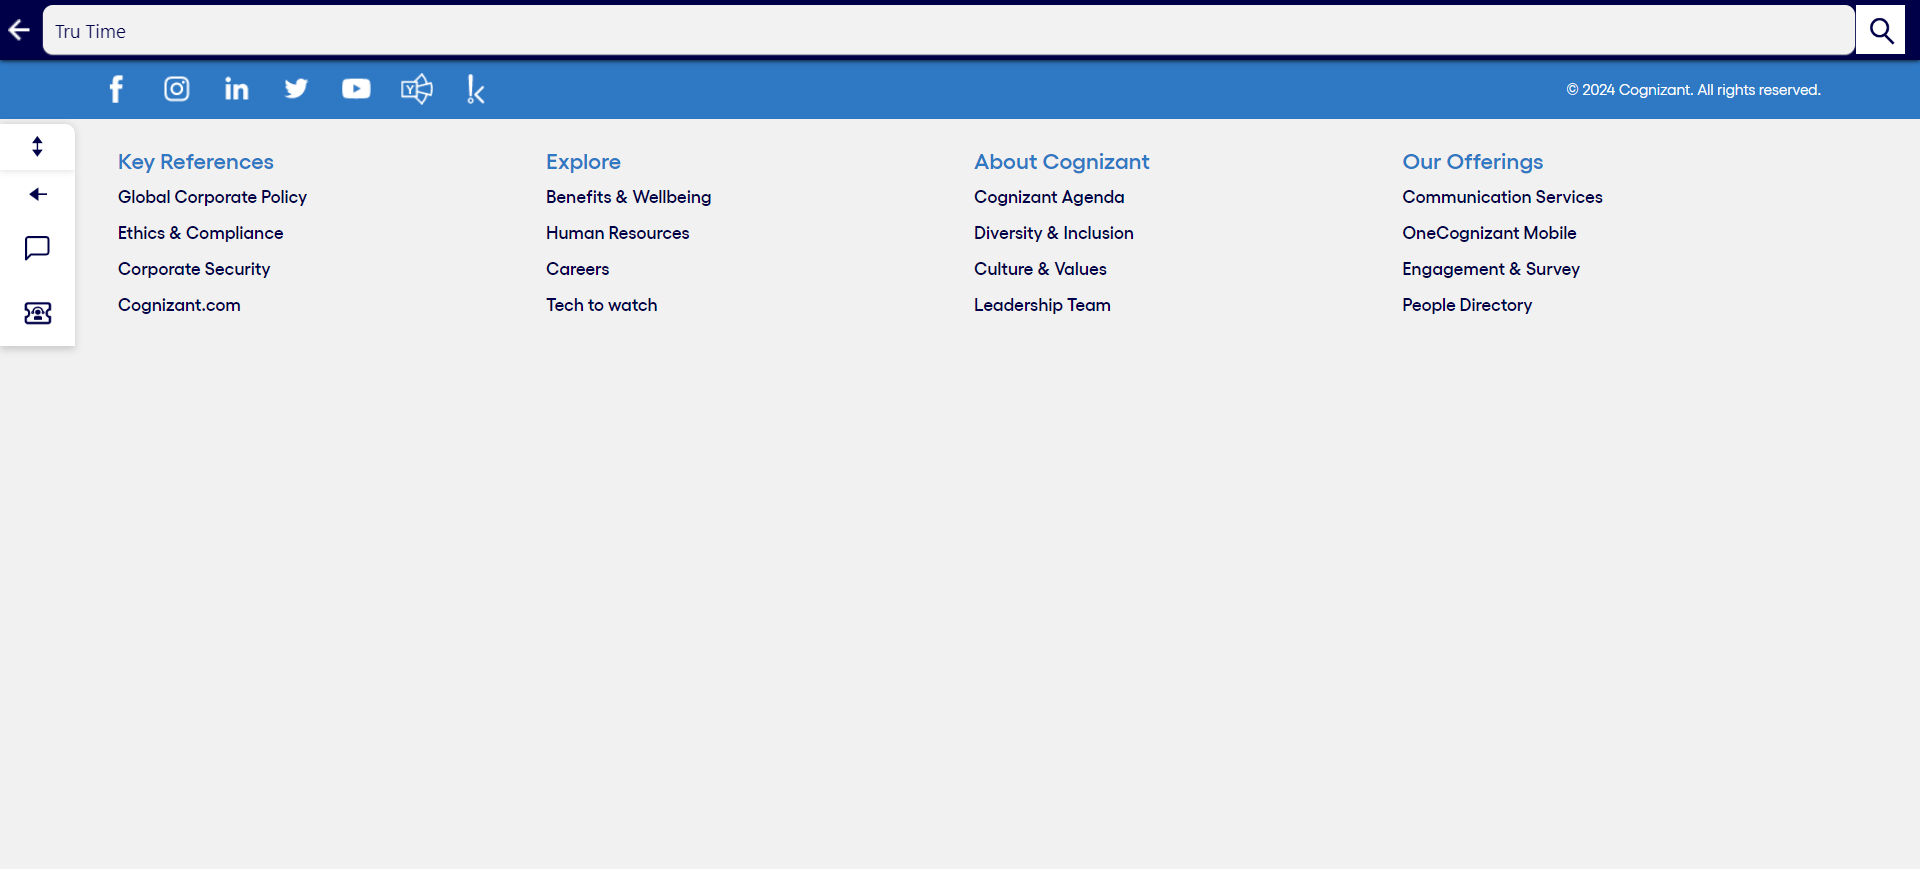 Tru Time
© 2024 Cognizant. All rights reserved.
Key References
Global Corporate Policy
Ethics & Compliance
Corporate Security
Cognizant.com
Explore
Benefits & Wellbeing
Human Resources
Careers
Tech to watch
About Cognizant
Cognizant Agenda
Diversity & Inclusion
Culture & Values
Leadership Team
Our Offerings
Communication Services
OneCognizant Mobile
Engagement & Survey
People Directory